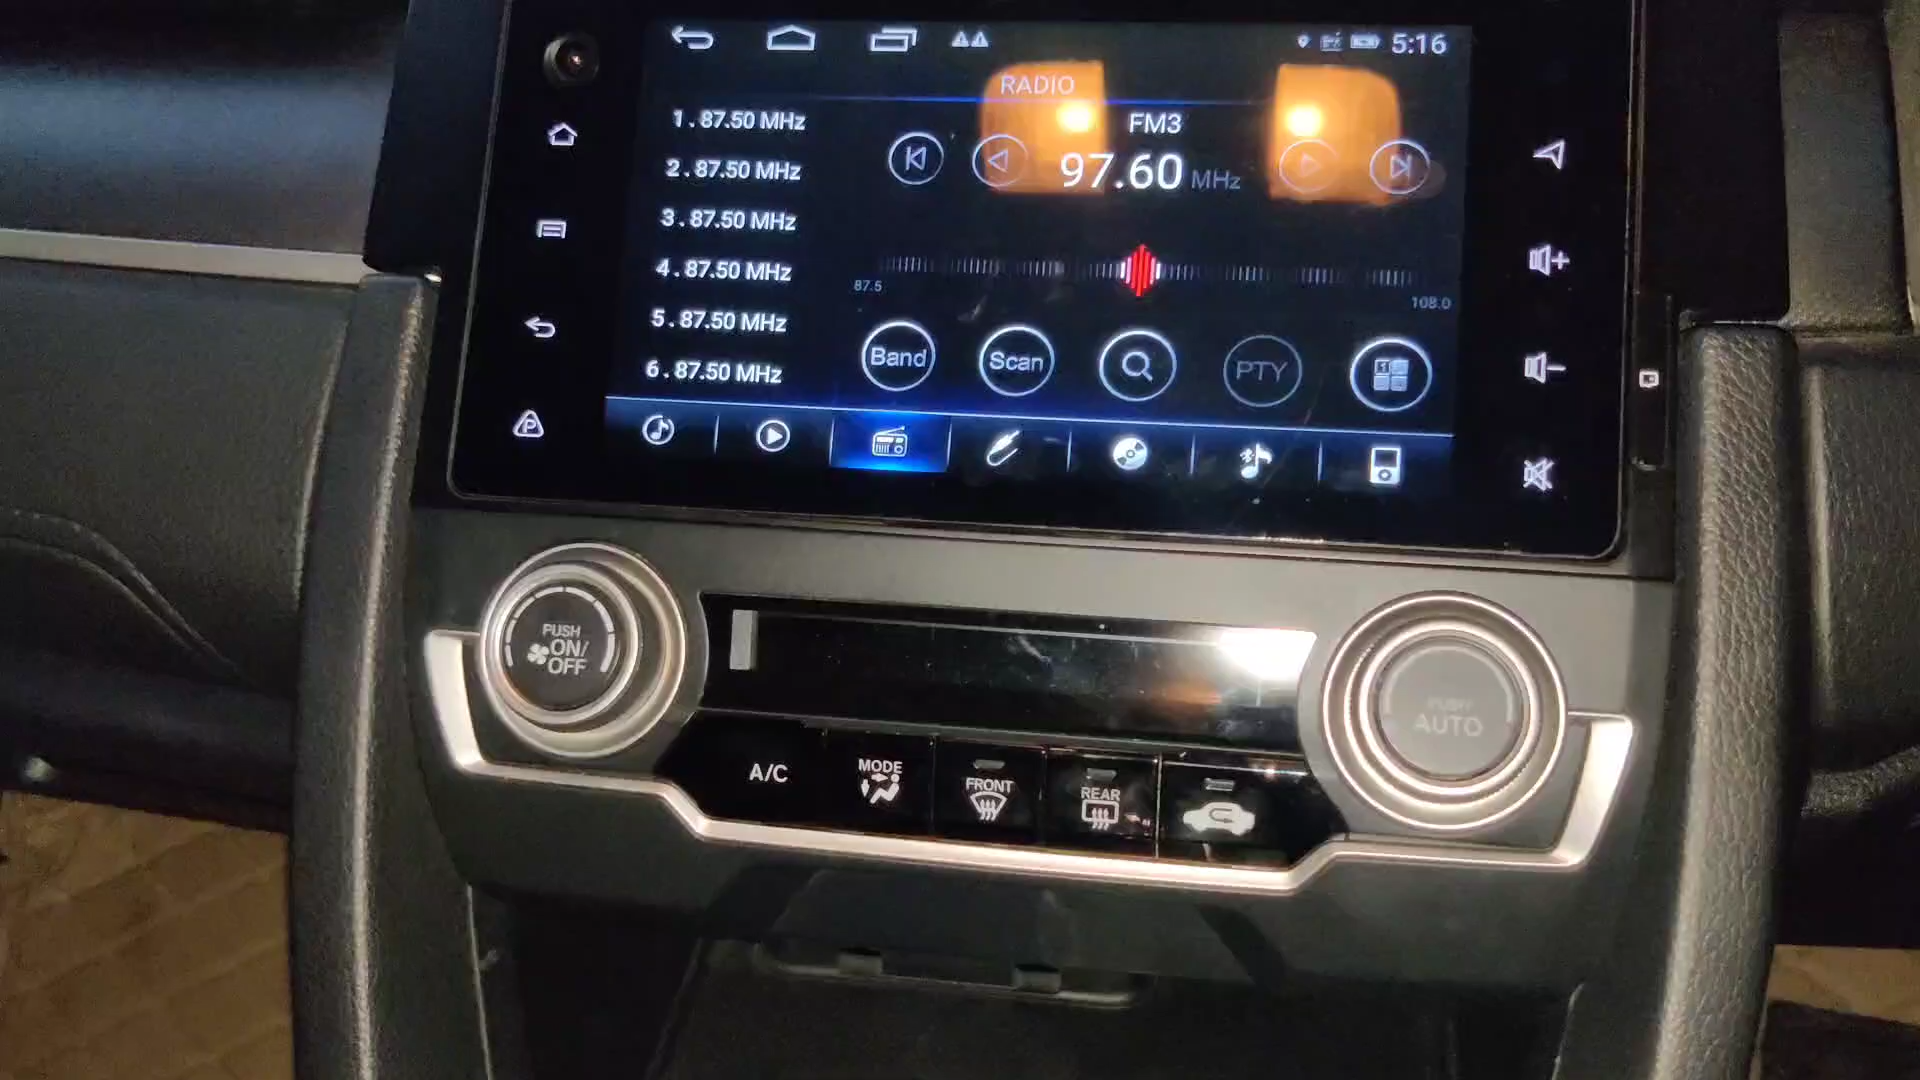 5:16
RADIO
1.87.50 MHz
2.87.50 MHz
3.87.50 MHz
4.87.50 MHz
5.87.50 MHz
6.87.50 MHz
FM3
97.60 MHz
87.5
108.0
Band
Scan
PTY
1
P
PUSH
ON/
OFF
PUSH
AUTO
A/C
MODE
FRONT
REAR